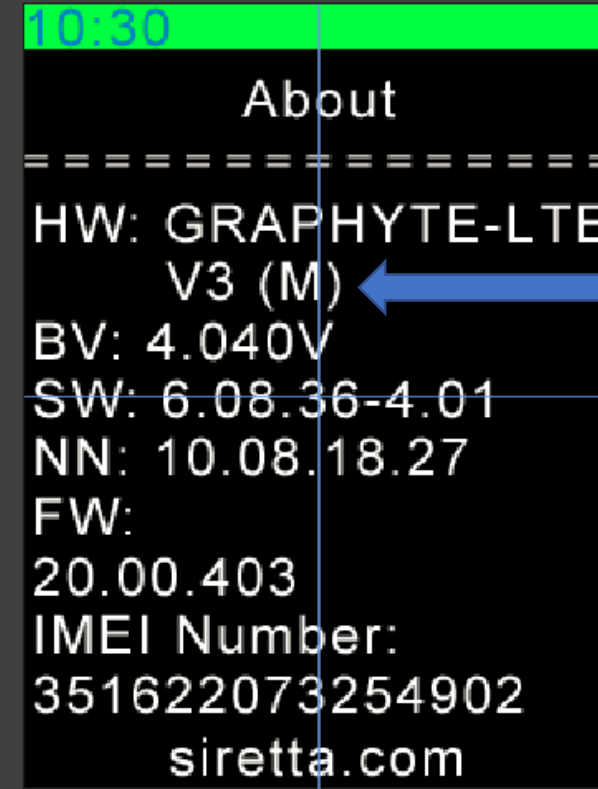 10:30
About
===============
HW: GRAPHYTE-LTE
V3 (M)
BV: 4.040V
SW: 6.08.36-4.01
NN: 10.08.18.27
FW:
20.00.403
IMEI Number:
351622073254902
siretta.com